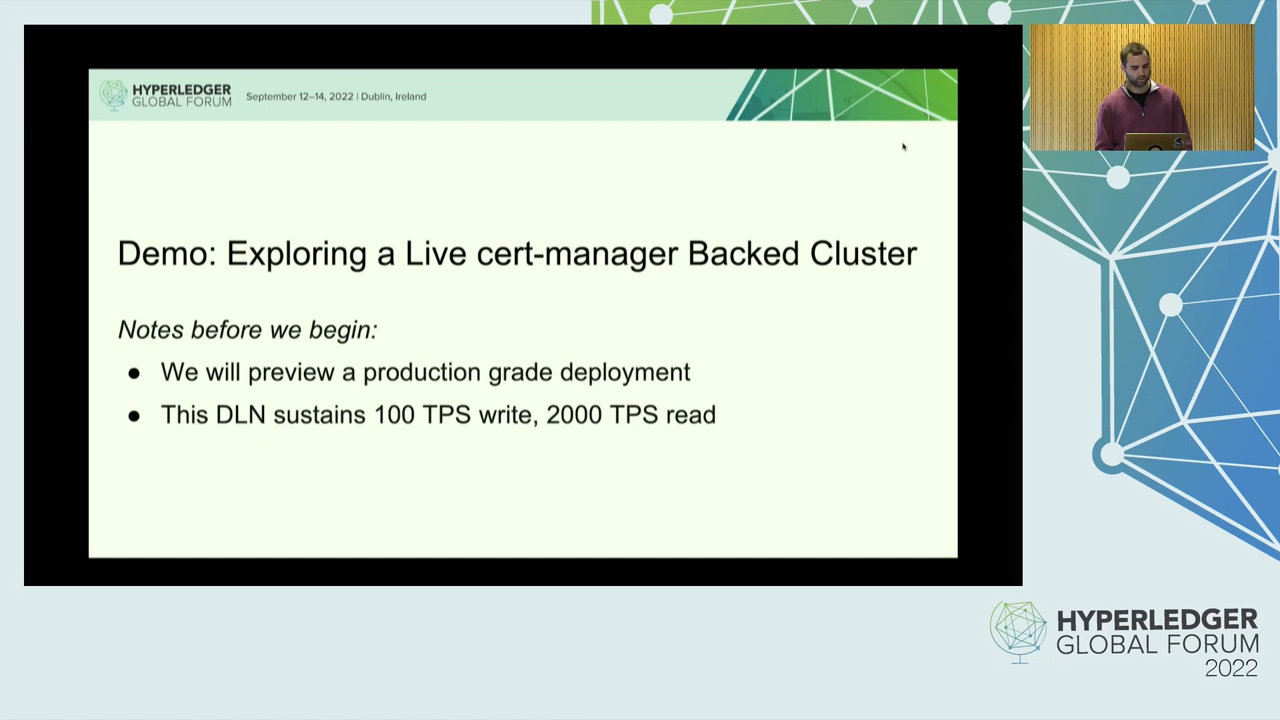 HYPERLEDGER
GLOBAL FORUM
September 12–14, 2022 | Dublin, Ireland
Demo: Exploring a Live cert-manager Backed Cluster
Notes before we begin:
● We will preview a production grade deployment
● This DLN sustains 100 TPS write, 2000 TPS read
HYPERLEDGER
GLOBAL FORUM
2022